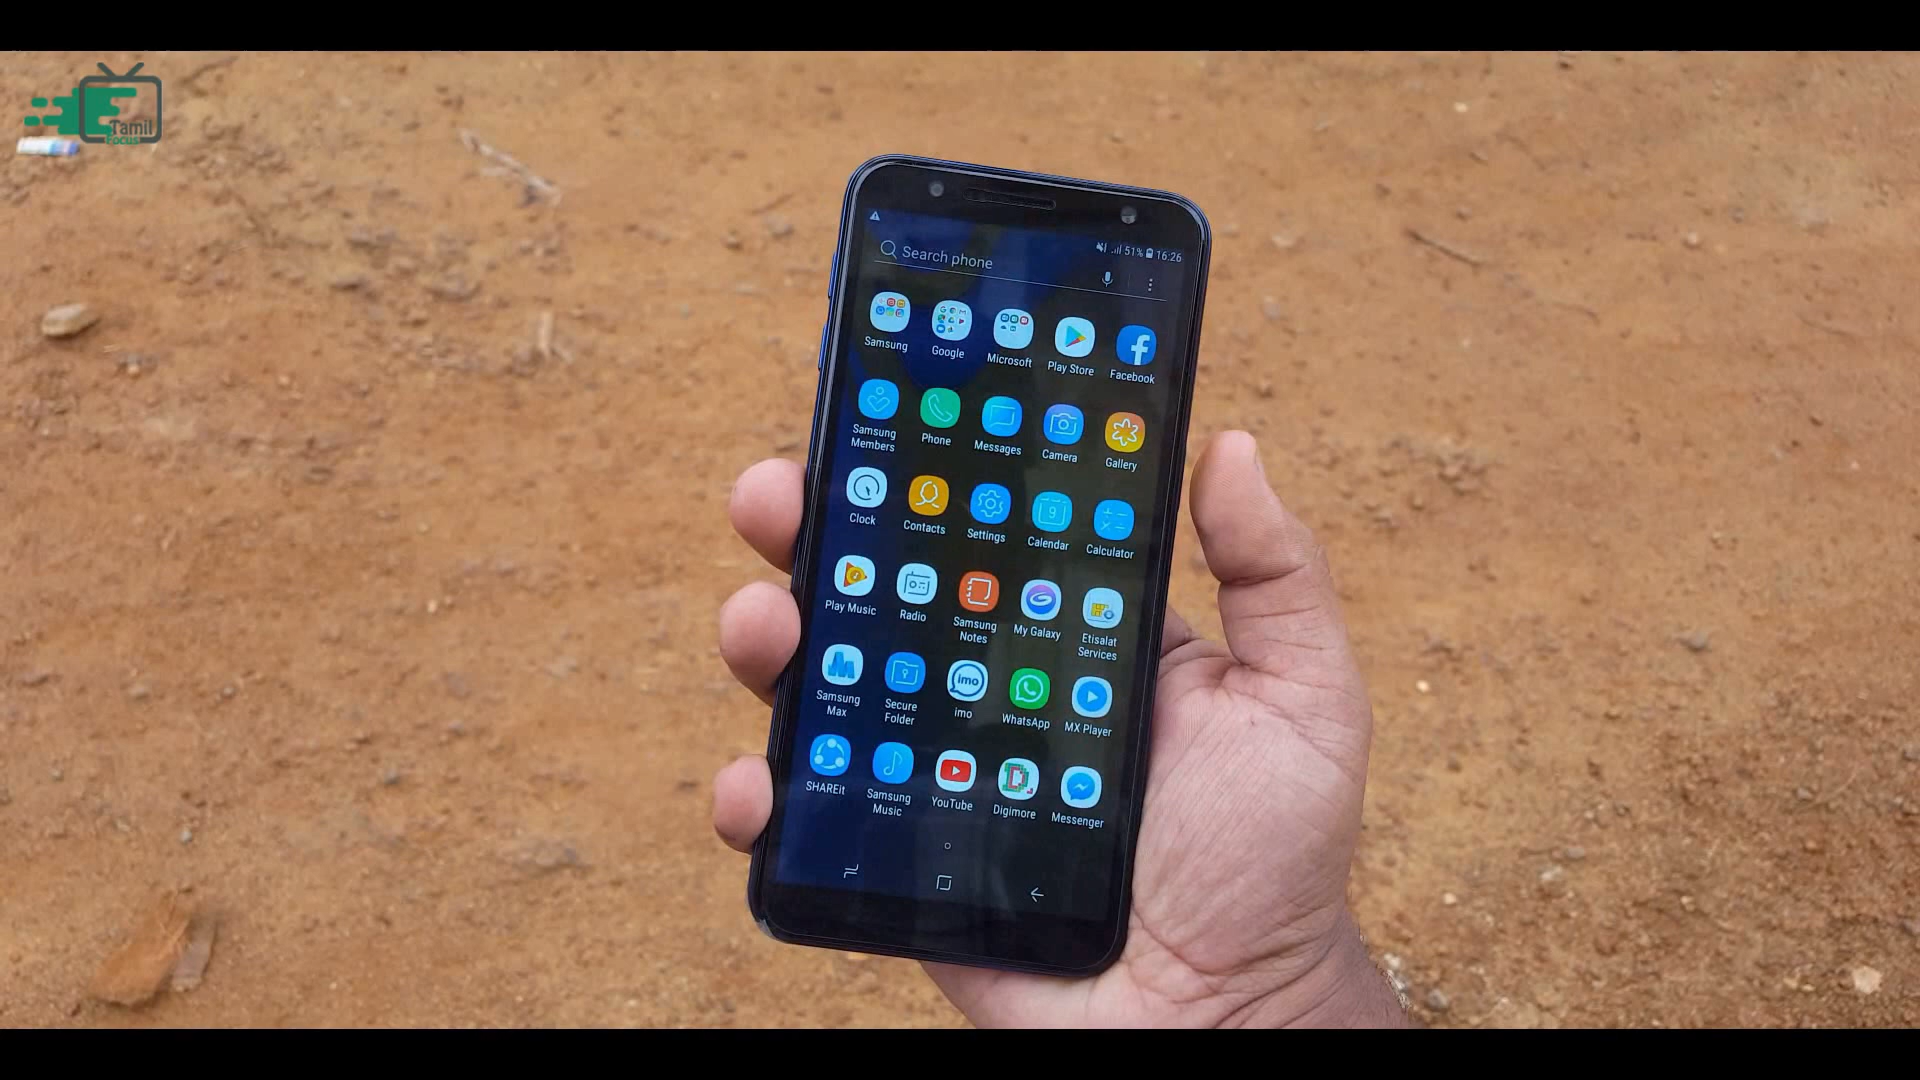 Tamil
Focus
51% 16:26
Search phone
Samsung
Google
Microsoft
Play Store
Facebook
Samsung
Members
Phone
Messages
Camera
Gallery
Clock
Contacts
Settings
9
Calendar
Calculator
Play Music
Radio
Samsung
Notes
My Galaxy
Etisalat
Services
Samsung
Max
Secure
Folder
imo
imo
WhatsApp
MX Player
SHAREit
Samsung
Music
YouTube
Digimore
Messenger